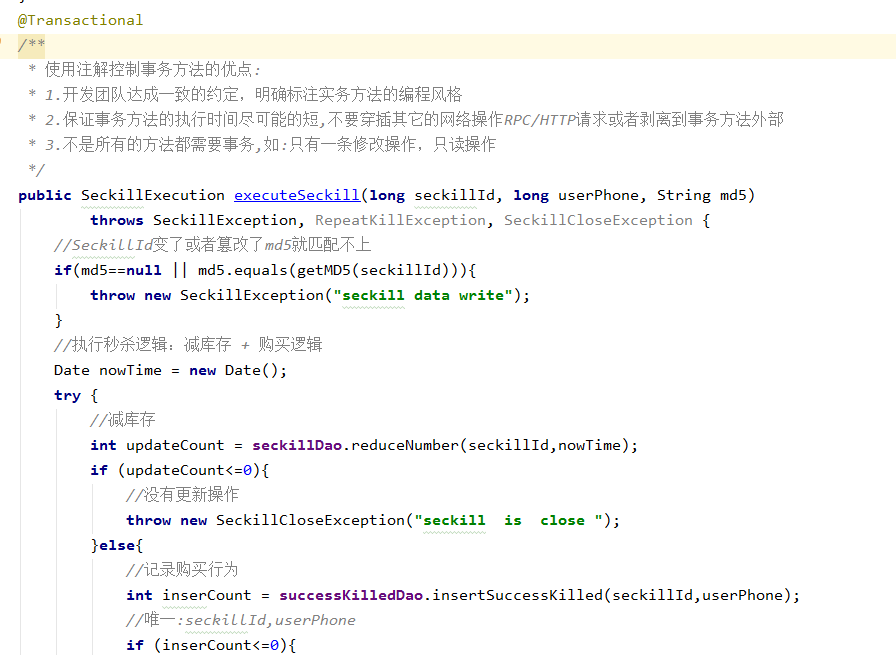 @Transactional
/**
* 使用注解控制事务方法的优点:
* 1.开发团队达成一致的约定，明确标注实务方法的编程风格
* 2.保证事务方法的执行时间尽可能的短,不要穿插其它的网络操作RPC/HTTP请求或者剥离到事务方法外部
* 3.不是所有的方法都需要事务,如:只有一条修改操作，只读操作
*/
public SeckillExecution executeSeckill(long seckillId, long userPhone, String md5)
throws SeckillException, RepeatKillException, SeckillCloseException {
//SeckillId变了或者篡改了md5就匹配不上
if(md5==null || md5.equals(getMD5(seckillId))){
throw new SeckillException("seckill data write");
}
//执行秒杀逻辑：减库存 + 购买逻辑
Date nowTime = new Date();
try {
//减库存
int updateCount = seckillDao.reduceNumber(seckillId,nowTime);
if (updateCount<=0){
//没有更新操作
throw new SeckillCloseException("seckill  is  close ");
}else{
//记录购买行为
int inserCount = successKilledDao.insertSuccessKilled(seckillId,userPhone);
//唯一:seckillId,userPhone
if (inserCount<=0){